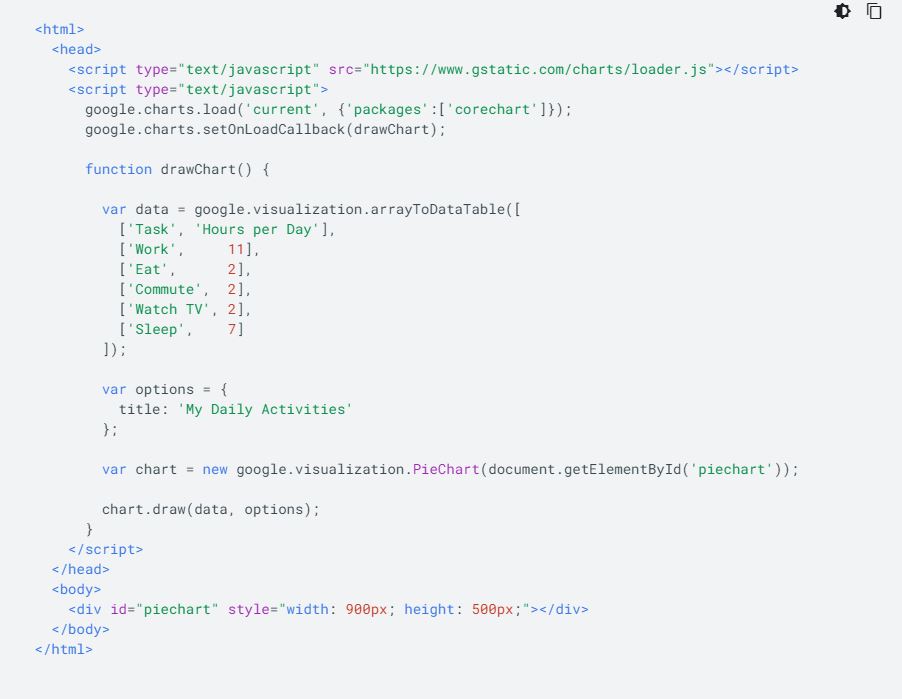 <html>
<head>
<script type="text/javascript" src="https://www.gstatic.com/charts/loader.js"></script>
<script type="text/javascript">
google.charts.load('current', {'packages':['corechart']});
google.charts.setOnLoadCallback(drawChart);
function drawChart() {
var data = google.visualization.arrayToDataTable([
['Task', 'Hours per Day'],
['Work',     11],
['Eat',      2],
['Commute',  2],
['Watch TV', 2],
['Sleep',    7]
]);
var options = {
title: 'My Daily Activities'
};
var chart = new google.visualization.PieChart(document.getElementById('piechart'));
chart.draw(data, options);
}
</script>
</head>
<body>
<div id="piechart" style="width: 900px; height: 500px;"></div>
</body>
</html>